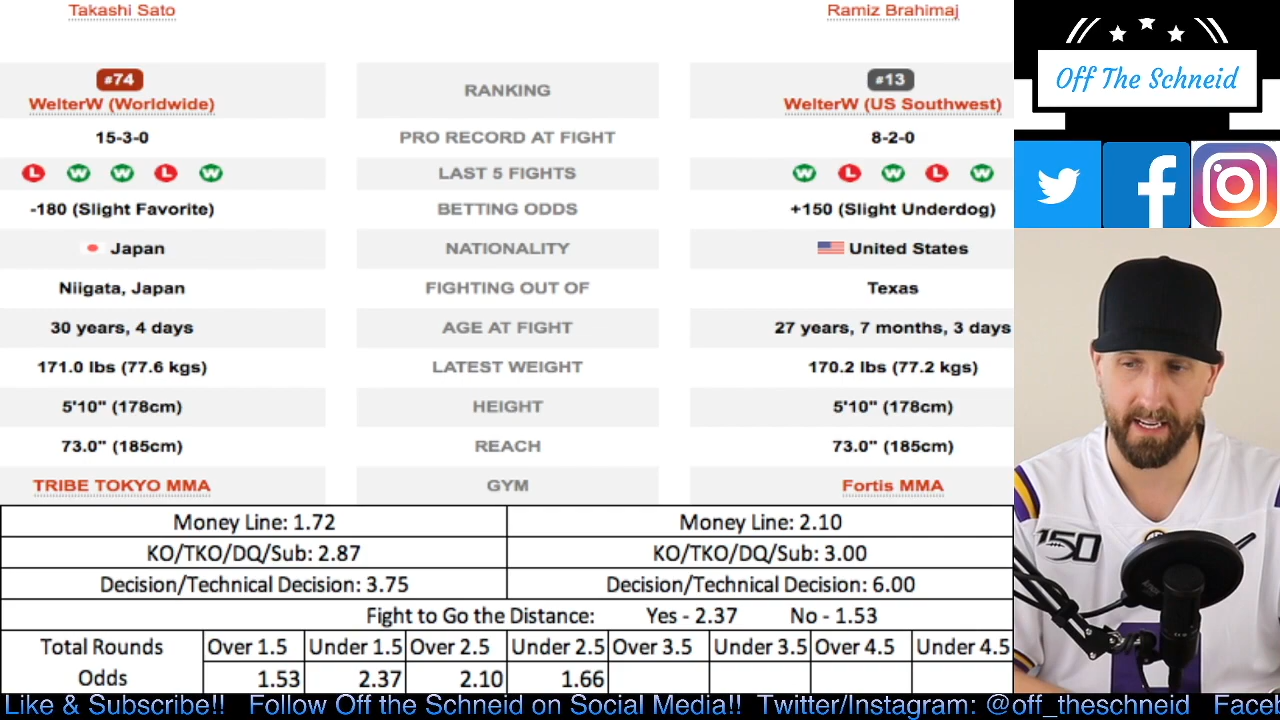 Takashi Sato Ramiz Brahimaj
#74 #13
WelterW (Worldwide) RANKING WelterW (US Southwest)
15-3-0 PRO RECORD AT FIGHT 8-2-0
L W W L W LAST 5 FIGHTS W L W L W
-180 (Slight Favorite) BETTING ODDS +150 (Slight Underdog)
Japan NATIONALITY United States
Niigata, Japan FIGHTING OUT OF Texas
30 years, 4 days AGE AT FIGHT 27 years, 7 months, 3 days
171.0 lbs (77.6 kgs) LATEST WEIGHT 170.2 lbs (77.2 kgs)
5'10" (178cm) HEIGHT 5'10" (178cm)
73.0" (185cm) REACH 73.0" (185cm)
TRIBE TOKYO MMA GYM Fortis MMA
Money Line: 1.72 Money Line: 2.10
KO/TKO/DQ/Sub: 2.87 KO/TKO/DQ/Sub: 3.00
Decision/Technical Decision: 3.75 Decision/Technical Decision: 6.00
Fight to Go the Distance: Yes - 2.37 No - 1.53
Total Rounds Over 1.5 Under 1.5 Over 2.5 Under 2.5 Over 3.5 Under 3.5 Over 4.5 Under 4.5
Odds 1.53 2.37 2.10 1.66
Off The Schneid
150
Like & Subscribe!! Follow Off the Schneid on Social Media!! Twitter/Instagram: @off_theschneid Faceb